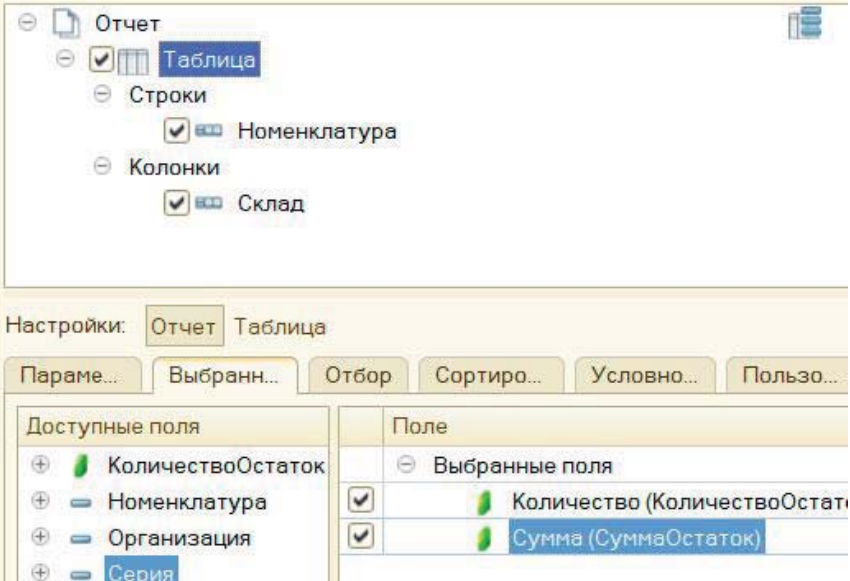 Отчет
Таблица
Строки
Номенклатура
Колонки
Склад
Настройки: Отчет Таблица
Параме... Выбранн... Отбор Сортиро... Условно... Пользо...
Доступные поля Поле
КоличествоОстаток Выбранные поля
Номенклатура Количество (КоличествоОстат
Организация Сумма (СуммаОстаток)
Серия